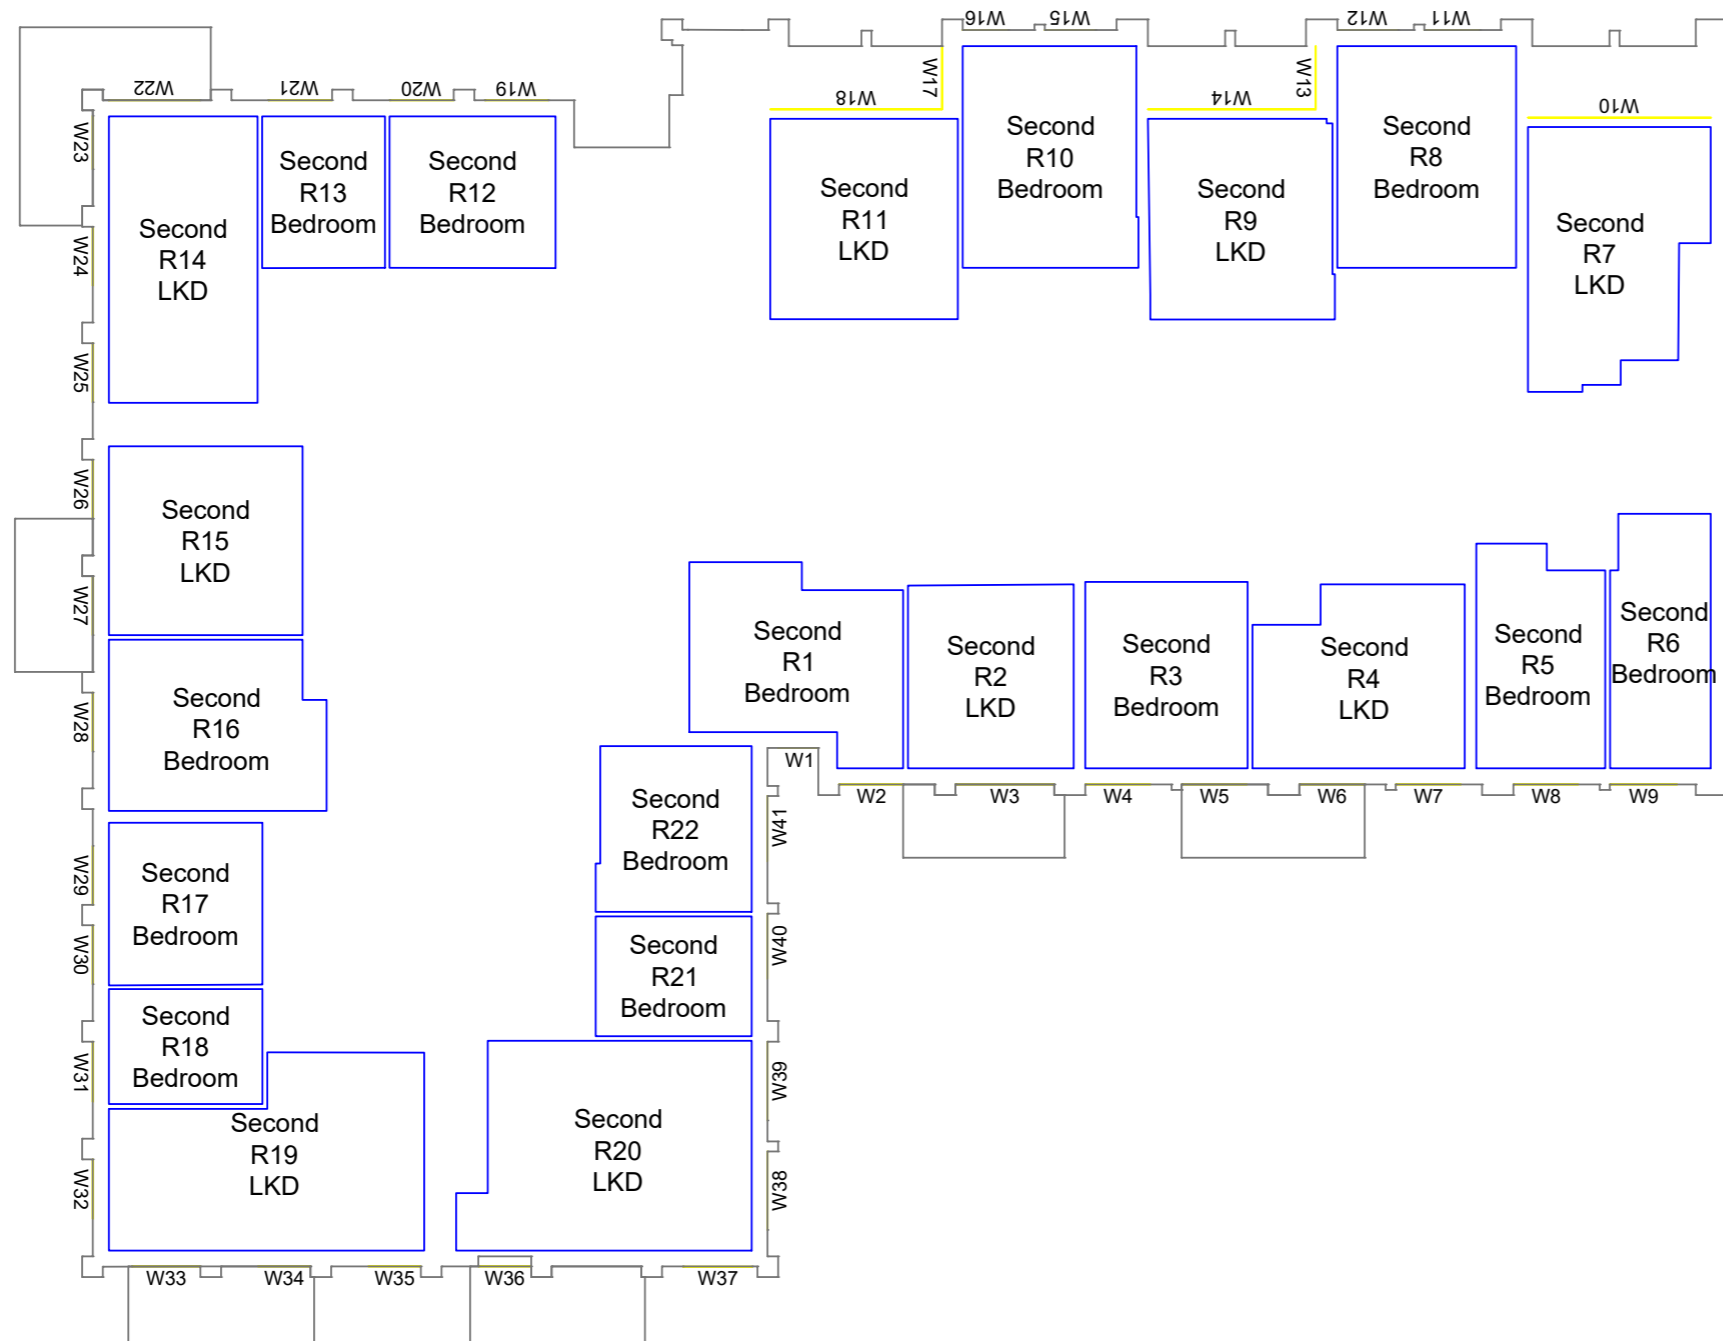 W16
W15
W12
W11
W22
W21
W20
W19
W18
W17
W14
W13
W10
W23
W24
W25
W26
W27
W28
W29
W30
W31
W32
Second
R14
LKD
Second
R13
Bedroom
Second
R12
Bedroom
Second
R11
LKD
Second
R10
Bedroom
Second
R9
LKD
Second
R8
Bedroom
Second
R7
LKD
Second
R15
LKD
Second
R16
Bedroom
Second
R17
Bedroom
Second
R18
Bedroom
Second
R19
LKD
Second
R20
LKD
Second
R21
Bedroom
Second
R22
Bedroom
Second
R1
Bedroom
Second
R2
LKD
Second
R3
Bedroom
Second
R4
LKD
Second
R5
Bedroom
Second
R6
Bedroom
W1
W2
W3
W4
W5
W6
W7
W8
W9
W41
W40
W39
W38
W33
W34
W35
W36
W37